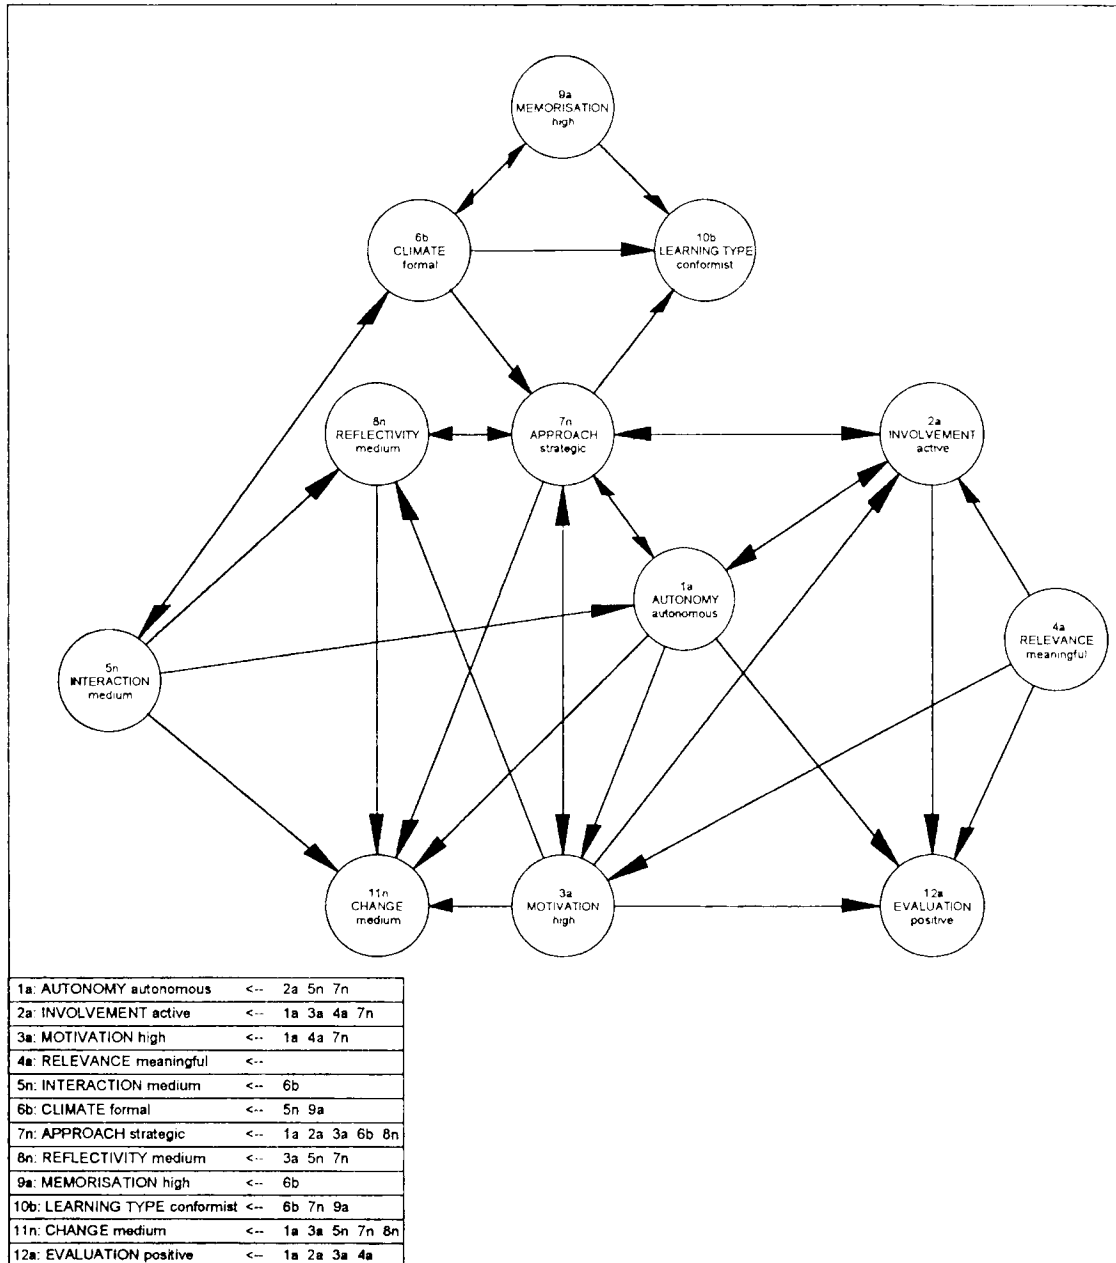 9a
MEMORISATION
high
6b
CLIMATE
formal
10b
LEARNING TYPE
conformist
8n
REFLECTIVITY
medium
7n
APPROACH
strategic
2a
INVOLVEMENT
active
1a
AUTONOMY
autonomous
4a
RELEVANCE
meaningful
5n
INTERACTION
medium
11n
CHANGE
medium
3a
MOTIVATION
high
12a
EVALUATION
positive
1a: AUTONOMY autonomous <-- 2a 5n 7n
2a: INVOLVEMENT active <-- 1a 3a 4a 7n
3a: MOTIVATION high <-- 1a 4a 7n
4a: RELEVANCE meaningful <--
5n: INTERACTION medium <-- 6b
6b: CLIMATE formal <-- 5n 9a
7n: APPROACH strategic <-- 1a 2a 3a 6b 8n
8n: REFLECTIVITY medium <-- 3a 5n 7n
9a: MEMORISATION high <-- 6b
10b: LEARNING TYPE conformist <-- 6b 7n 9a
11n: CHANGE medium <-- 1a 3a 5n 7n 8n
12a: EVALUATION positive <-- 1a 2a 3a 4a